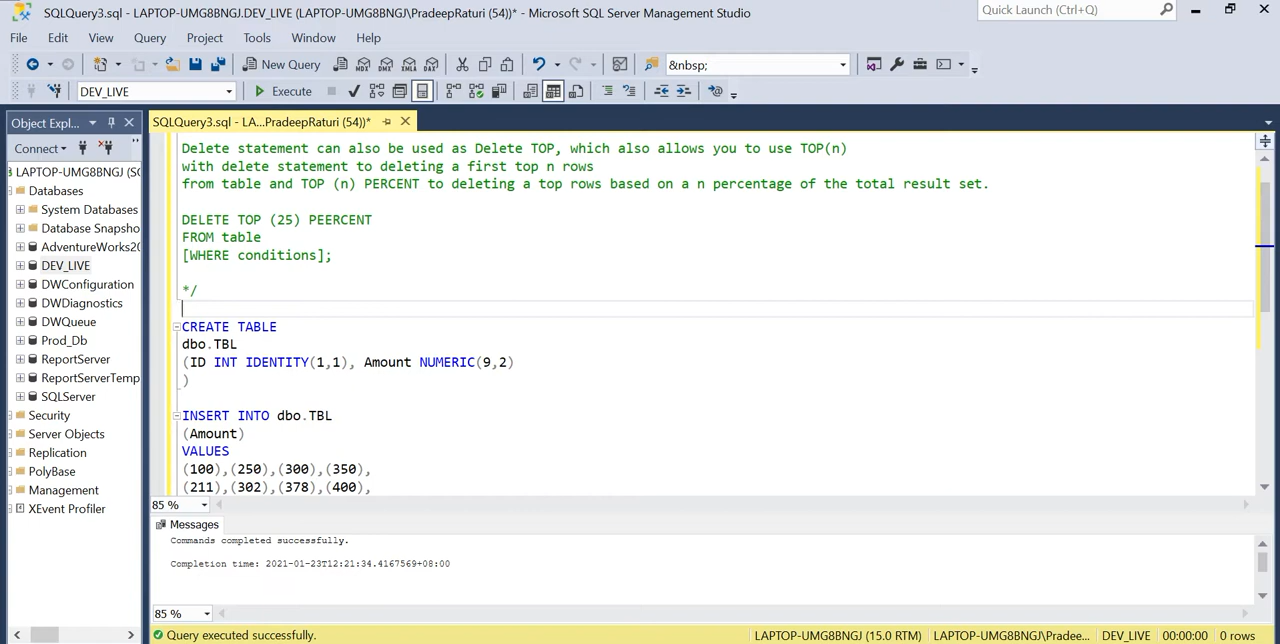 SQLQuery3.sql - LAPTOP-UMG8BNGJ.DEV_LIVE (LAPTOP-UMG8BNGJ\PradeepRaturi (54))* - Microsoft SQL Server Management Studio
Quick Launch (Ctrl+Q)
File Edit View Query Project Tools Window Help
New Query MDX DMX XMLA DAX &nbsp;
DEV_LIVE Execute
Object Expl...
SQLQuery3.sql - LA...PradeepRaturi (54))*
Connect
LAPTOP-UMG8BNGJ (SQ
Databases
System Databases
Database Snapsho
AdventureWorks20
DEV_LIVE
DWConfiguration
DWDiagnostics
DWQueue
Prod_Db
ReportServer
ReportServerTemp
SQLServer
Security
Server Objects
Replication
PolyBase
Management
XEvent Profiler
Delete statement can also be used as Delete TOP, which also allows you to use TOP(n)
with delete statement to deleting a first top n rows
from table and TOP (n) PERCENT to deleting a top rows based on a n percentage of the total result set.
DELETE TOP (25) PEERCENT
FROM table
[WHERE conditions];
*/
CREATE TABLE
dbo.TBL
(ID INT IDENTITY(1,1), Amount NUMERIC(9,2)
)
INSERT INTO dbo.TBL
(Amount)
VALUES
(100),(250),(300),(350),
(211),(302),(378),(400),
85 %
Messages
Commands completed successfully.
Completion time: 2021-01-23T12:21:34.4167569+08:00
85 %
Query executed successfully.
LAPTOP-UMG8BNGJ (15.0 RTM) LAPTOP-UMG8BNGJ\Pradee... DEV_LIVE 00:00:00 0 rows